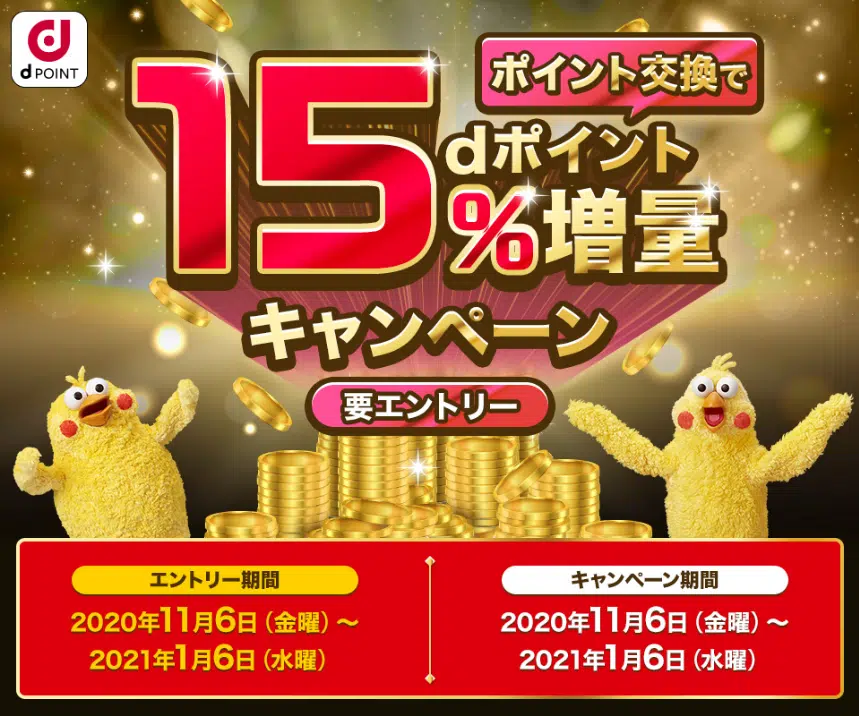 d POINT
ポイント交換で
dポイント
15%増量
キャンペーン
要エントリー
エントリー期間
2020年11月6日（金曜）～
2021年1月6日（水曜）
キャンペーン期間
2020年11月6日（金曜）～
2021年1月6日（水曜）